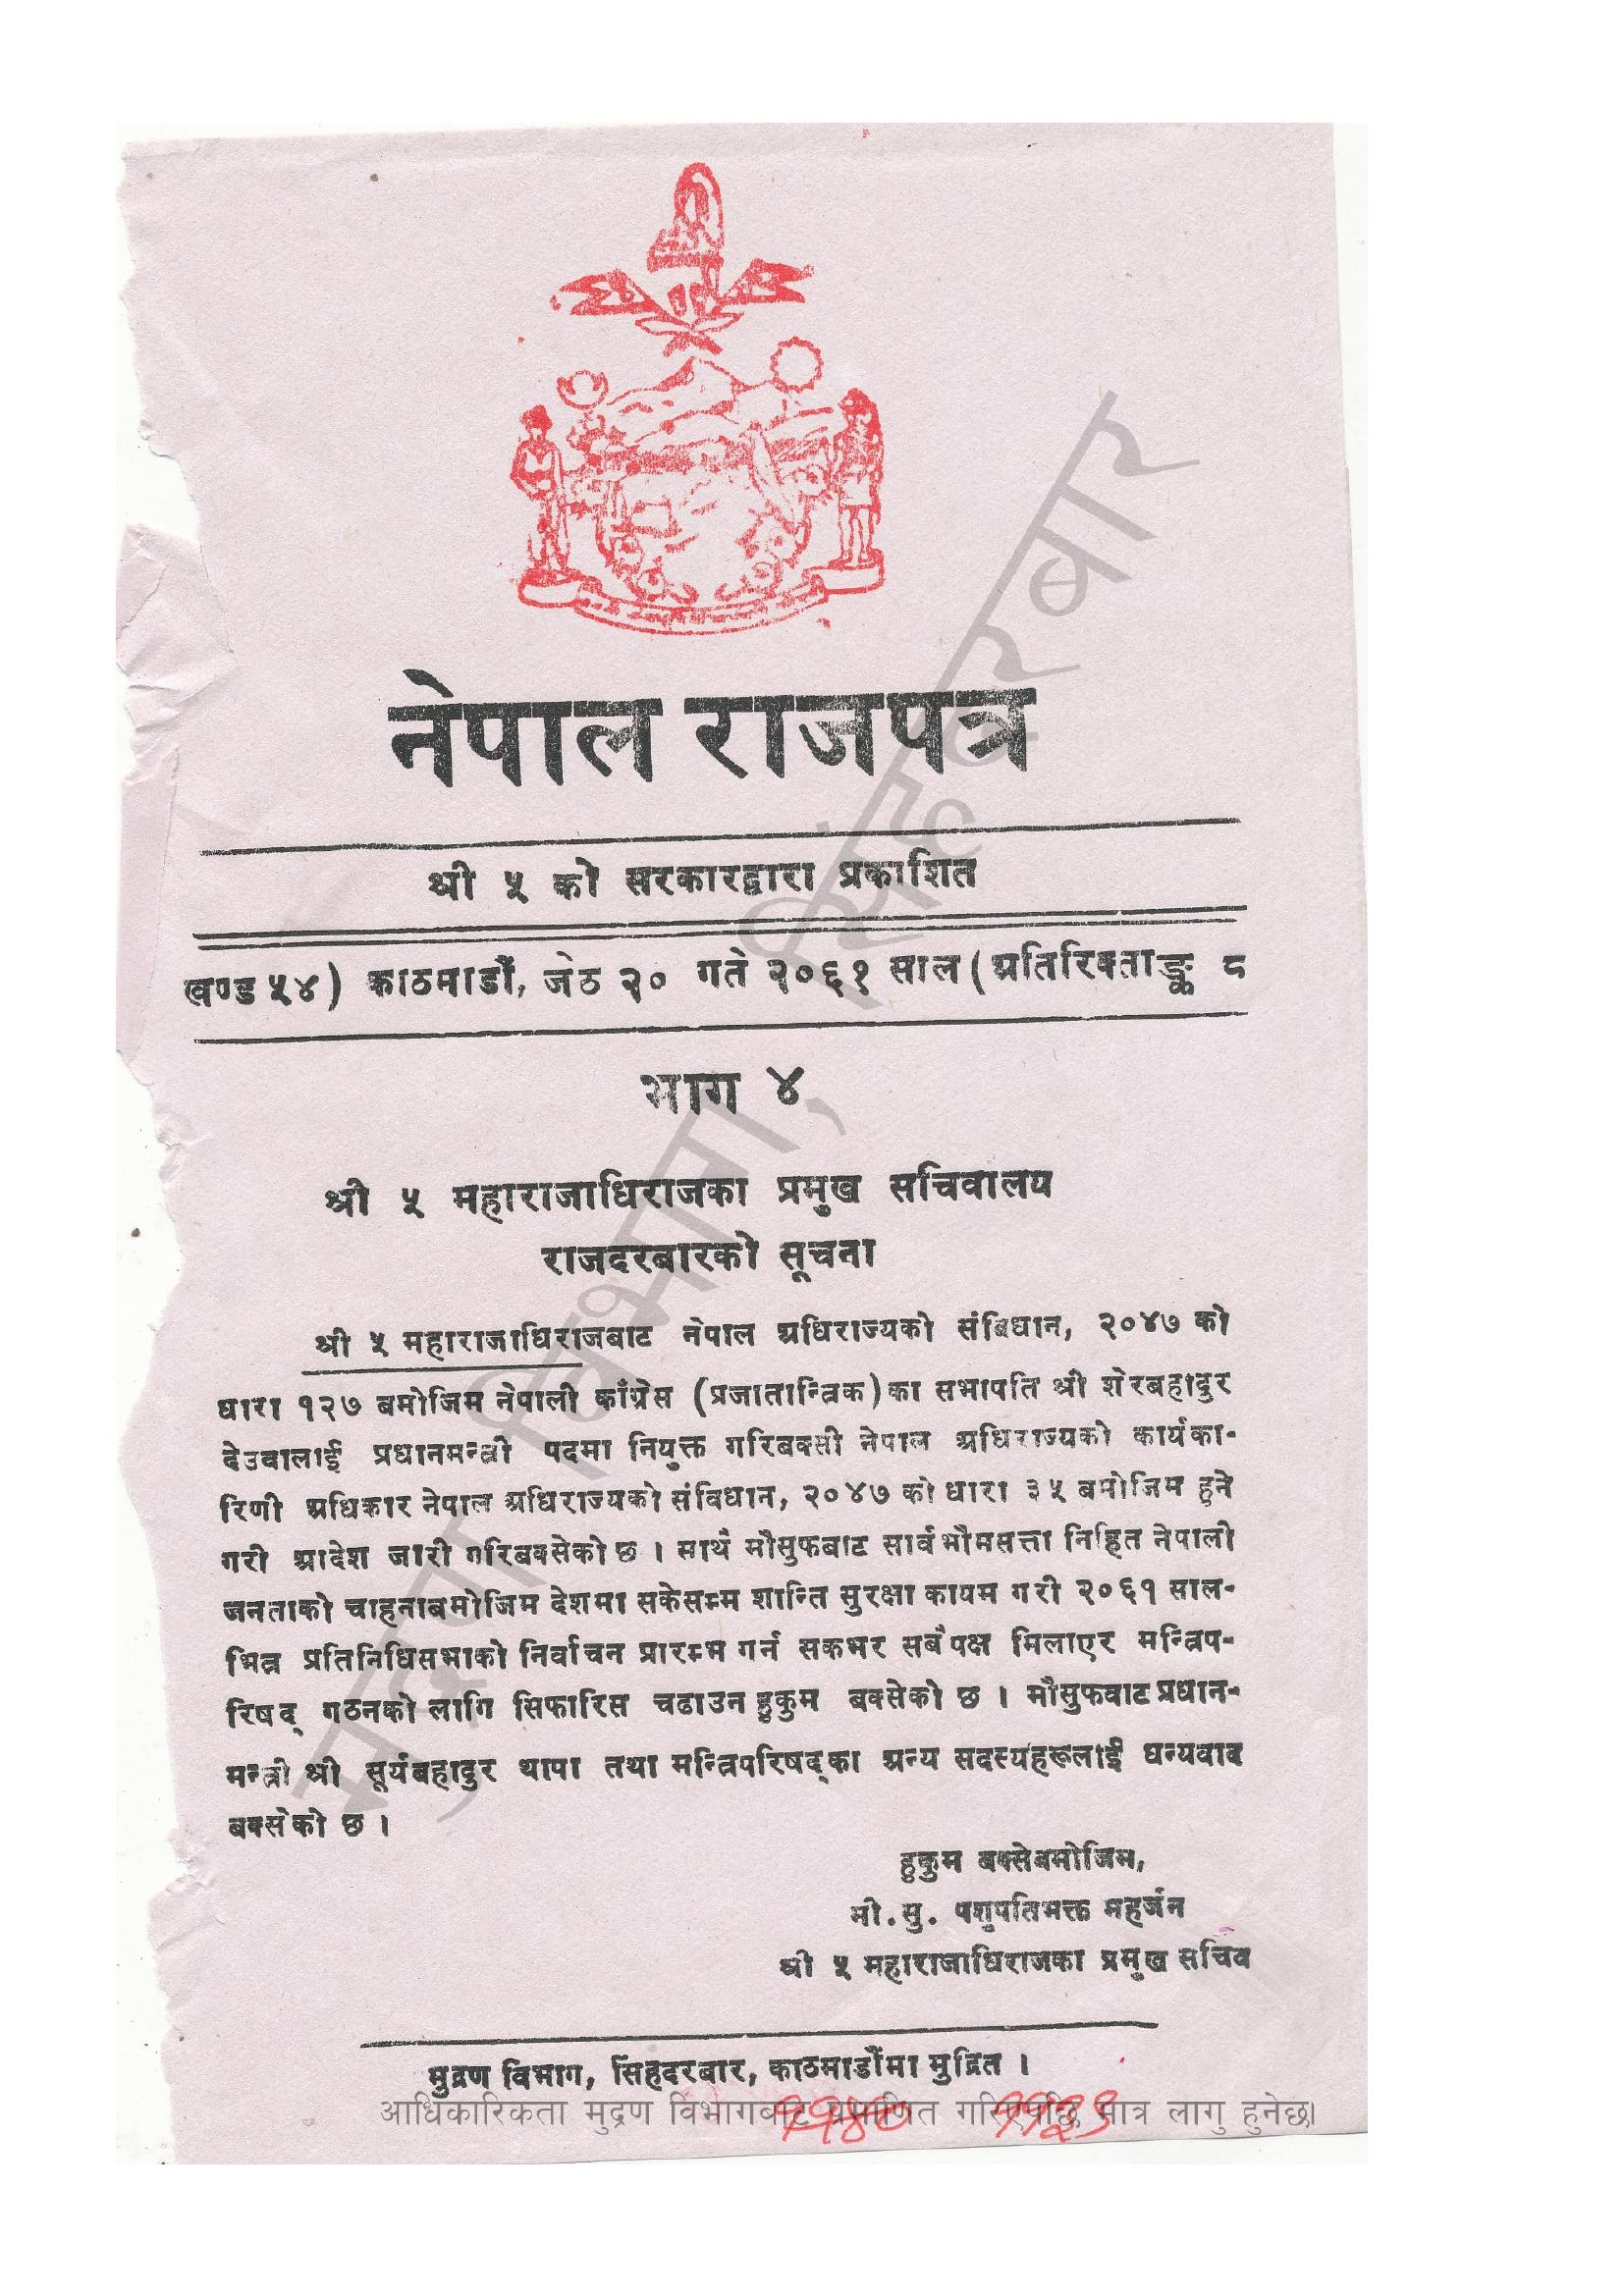 नेपाल राजपत्र
श्री ५ को सरकारद्वारा प्रकाशित
खण्ड ५४) काठमाडौं, जेठ २० गते २०६१ साल (अतिरिक्ताङ्क ८
भाग ४
श्री ५ महाराजाधिराजका प्रमुख सचिवालय
राजदरबारको सूचना
श्री ५ महाराजाधिराजबाट नेपाल अधिराज्यको संविधान, २०४७ को
धारा १२७ बमोजिम नेपाली काँग्रेस (प्रजातान्त्रिक)का सभापति श्री शेरबहादुर
देउवालाई प्रधानमन्त्री पदमा नियुक्त गरिबक्सी नेपाल अधिराज्यको कार्यका-
रिणी अधिकार नेपाल अधिराज्यको संविधान, २०४७ को धारा ३५ बमोजिम हुने
गरी आदेश जारी गरिबक्सेको छ । साथै मौसुफबाट सार्वभौमसत्ता निहित नेपाली
जनताको चाहनाबमोजिम देशमा सकेसम्म शान्ति सुरक्षा कायम गरी २०६१ साल-
भित्र प्रतिनिधिसभाको निर्वाचन प्रारम्भ गर्न सकभर सबैपक्ष मिलाएर मन्त्रिप-
रिषद् गठनको लागि सिफारिस चढाउन हुकुम बक्सेको छ । मौसुफबाट प्रधान-
मन्त्री श्री सूर्यबहादुर थापा तथा मन्त्रिपरिषद्का अन्य सदस्यहरूलाई धन्यवाद
बक्सेको छ ।
हुकुम बक्सेबमोजिम,
मी.सु. पशुपतिभक्त महर्जन
श्री ५ महाराजाधिराजका प्रमुख सचिव
मुद्रण विभाग, सिंहदरबार, काठमाडौंमा मुद्रित ।
आधिकारिकता मुद्रण विभागबाट प्रमाणित गरिएपछि मात्र लागु हुनेछ।
मुद्रण विभाग, सिंहदरबार